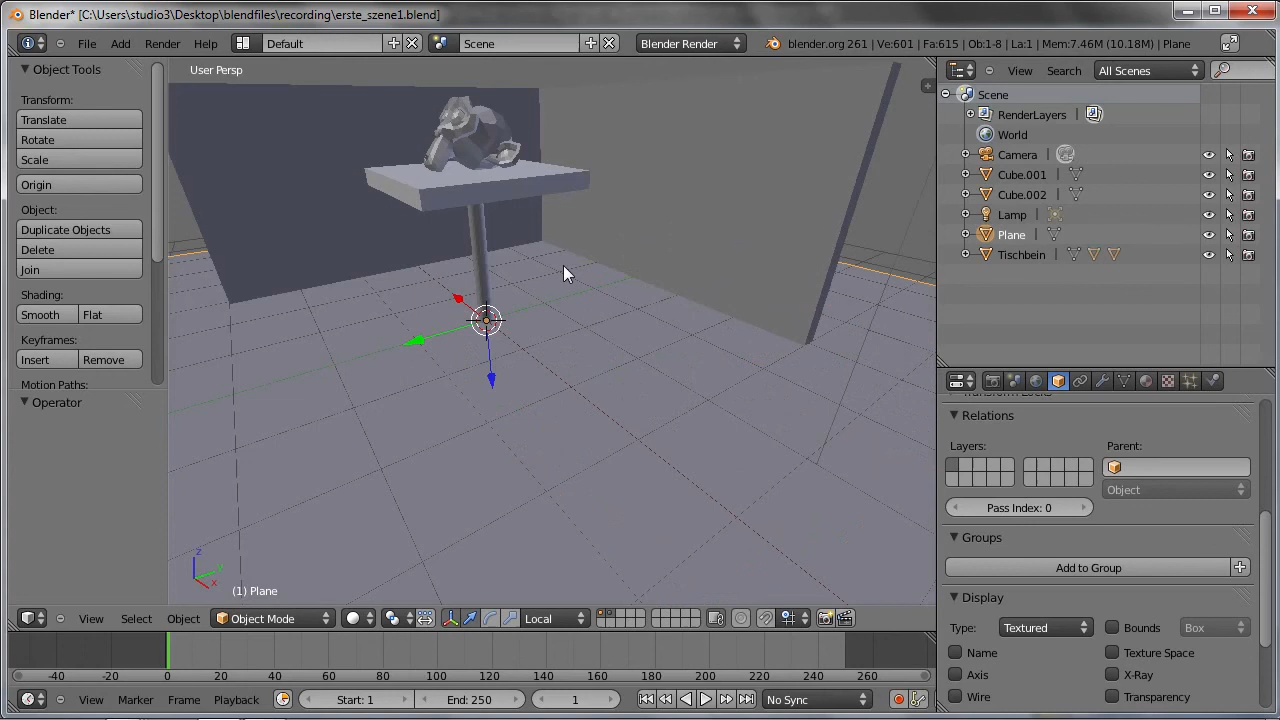 Blender* [C:\Users\studio3\Desktop\blendfiles\recording\erste_szene1.blend]
File Add Render Help Default Scene Blender Render blender.org 261 | Ve:601 | Fa:615 | Ob:1-8 | La:1 | Mem:7.46M (10.18M) | Plane
Object Tools
Transform:
Translate
Rotate
Scale
Origin
Object:
Duplicate Objects
Delete
Join
Shading:
Smooth Flat
Keyframes:
Insert Remove
Motion Paths:
Operator
User Persp
z
y
x
(1) Plane
View Select Object Object Mode Local
View Search All Scenes
Scene
RenderLayers |
World
Camera |
Cube.001 |
Cube.002 |
Lamp |
Plane |
Tischbein |
Relations
Layers: Parent:
Object
Pass Index: 0
Groups
Add to Group
Display
Type: Textured Bounds Box
Name Texture Space
Axis X-Ray
Wire Transparency
-40 -20 0 20 40 60 80 100 120 140 160 180 200 220 240 260
View Marker Frame Playback Start: 1 End: 250 1 No Sync